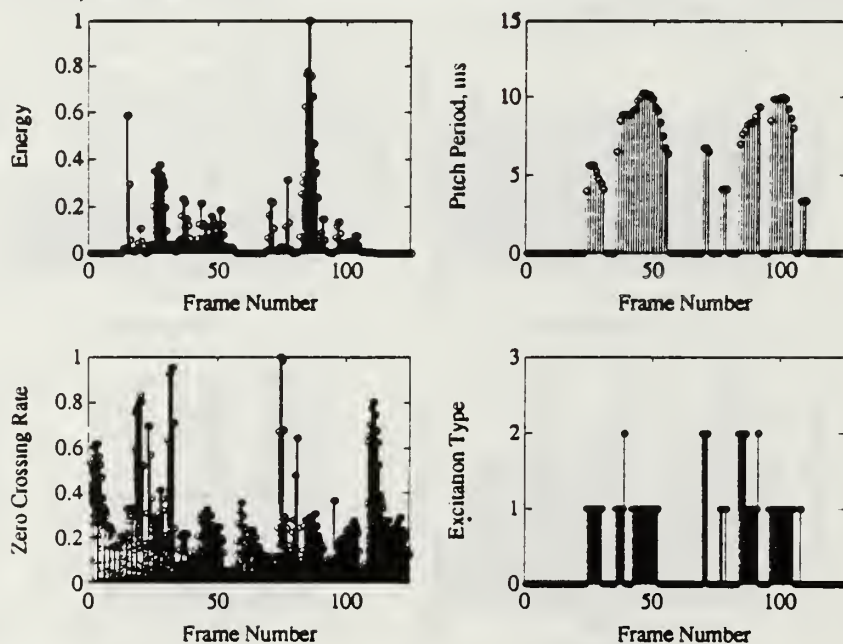 1
0.8
0.6
0.4
0.2
0
0 50 100
Energy
Frame Number
15
10
5
0
0 50 100
Pitch Period, ms
Frame Number
1
0.8
0.6
0.4
0.2
0
0 50 100
Zero Crossing Rate
Frame Number
3
2
1
0
0 50 100
Excitation Type
Frame Number